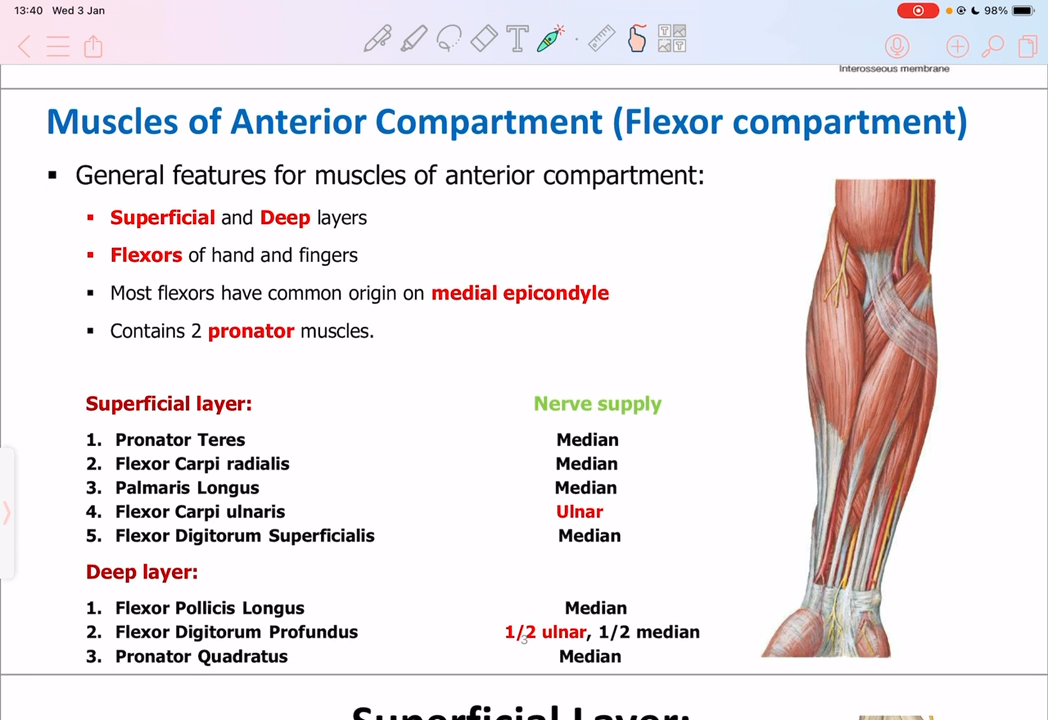 13:40 Wed 3 Jan
98%
Interosseous membrane
Muscles of Anterior Compartment (Flexor compartment)
▪ General features for muscles of anterior compartment:
▪ Superficial and Deep layers
▪ Flexors of hand and fingers
▪ Most flexors have common origin on medial epicondyle
▪ Contains 2 pronator muscles.
Superficial layer: Nerve supply
1. Pronator Teres Median
2. Flexor Carpi radialis Median
3. Palmaris Longus Median
4. Flexor Carpi ulnaris Ulnar
5. Flexor Digitorum Superficialis Median
Deep layer:
1. Flexor Pollicis Longus Median
2. Flexor Digitorum Profundus 1/2 ulnar, 1/2 median
3
3. Pronator Quadratus Median
Superficial Layer: